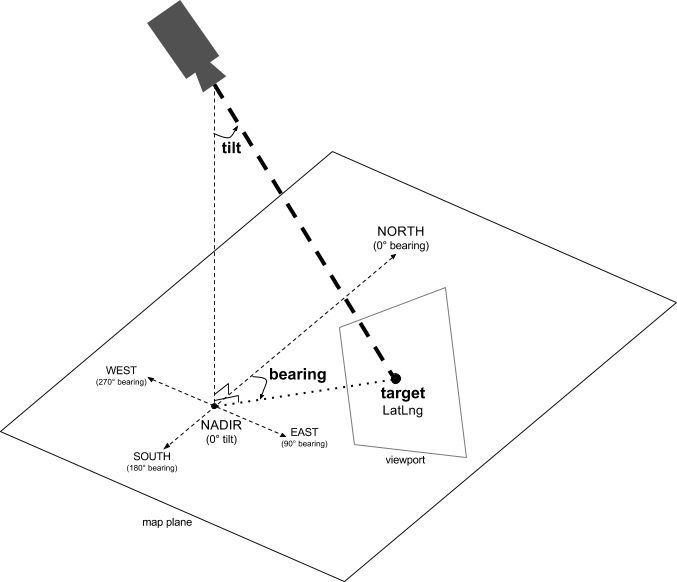 tilt
NORTH
(0° bearing)
WEST
(270° bearing)
bearing
target
LatLng
NADIR
(0° tilt)
EAST
(90° bearing)
SOUTH
(180° bearing)
viewport
map plane